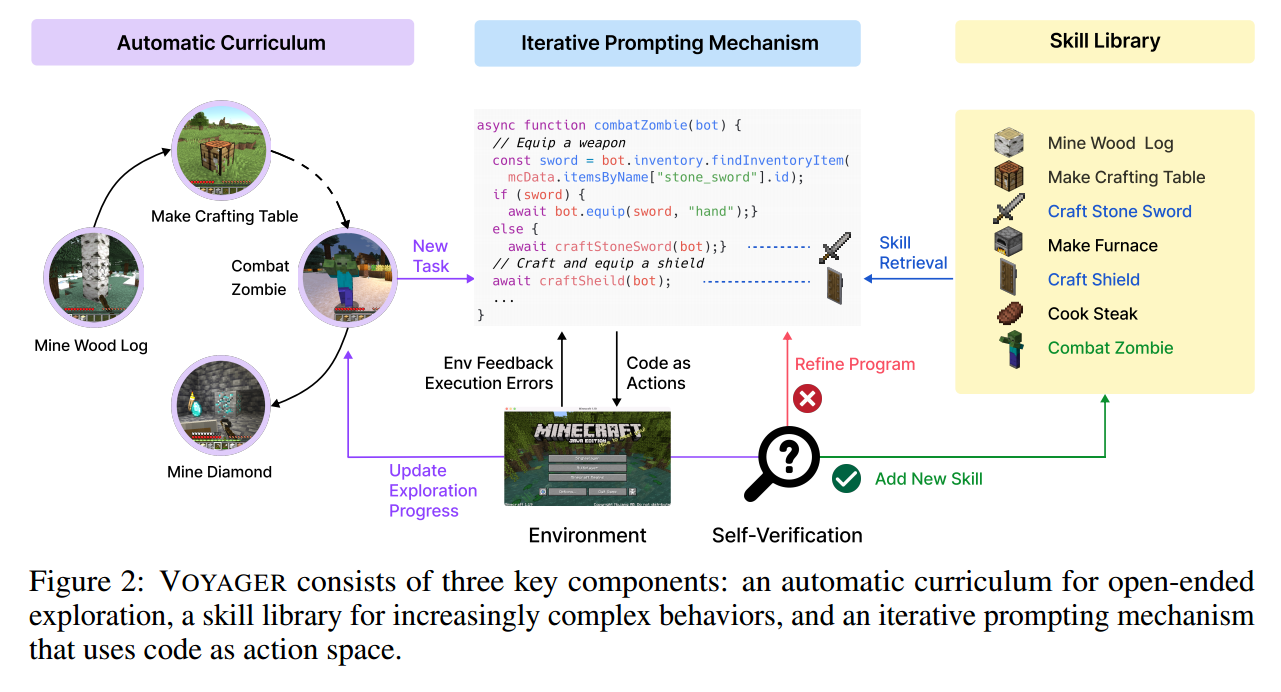 Automatic Curriculum
Iterative Prompting Mechanism
Skill Library
Make Crafting Table
Mine Wood Log
Combat
Zombie
Mine Diamond
New
Task
async function combatZombie(bot) {
// Equip a weapon
const sword = bot.inventory.findInventoryItem(
mcData.itemsByName["stone_sword"].id);
if (sword) {
await bot.equip(sword, "hand");}
else {
await craftStoneSword(bot);}
// Craft and equip a shield
await craftSheild(bot);
...
}
Skill
Retrieval
Mine Wood Log
Make Crafting Table
Craft Stone Sword
Make Furnace
Craft Shield
Cook Steak
Combat Zombie
Env Feedback
Execution Errors
Code as
Actions
Refine Program
MINECRAFT
JAVA EDITION
Update
Exploration
Progress
?
Add New Skill
Environment
Self-Verification
Figure 2: VOYAGER consists of three key components: an automatic curriculum for open-ended
exploration, a skill library for increasingly complex behaviors, and an iterative prompting mechanism
that uses code as action space.